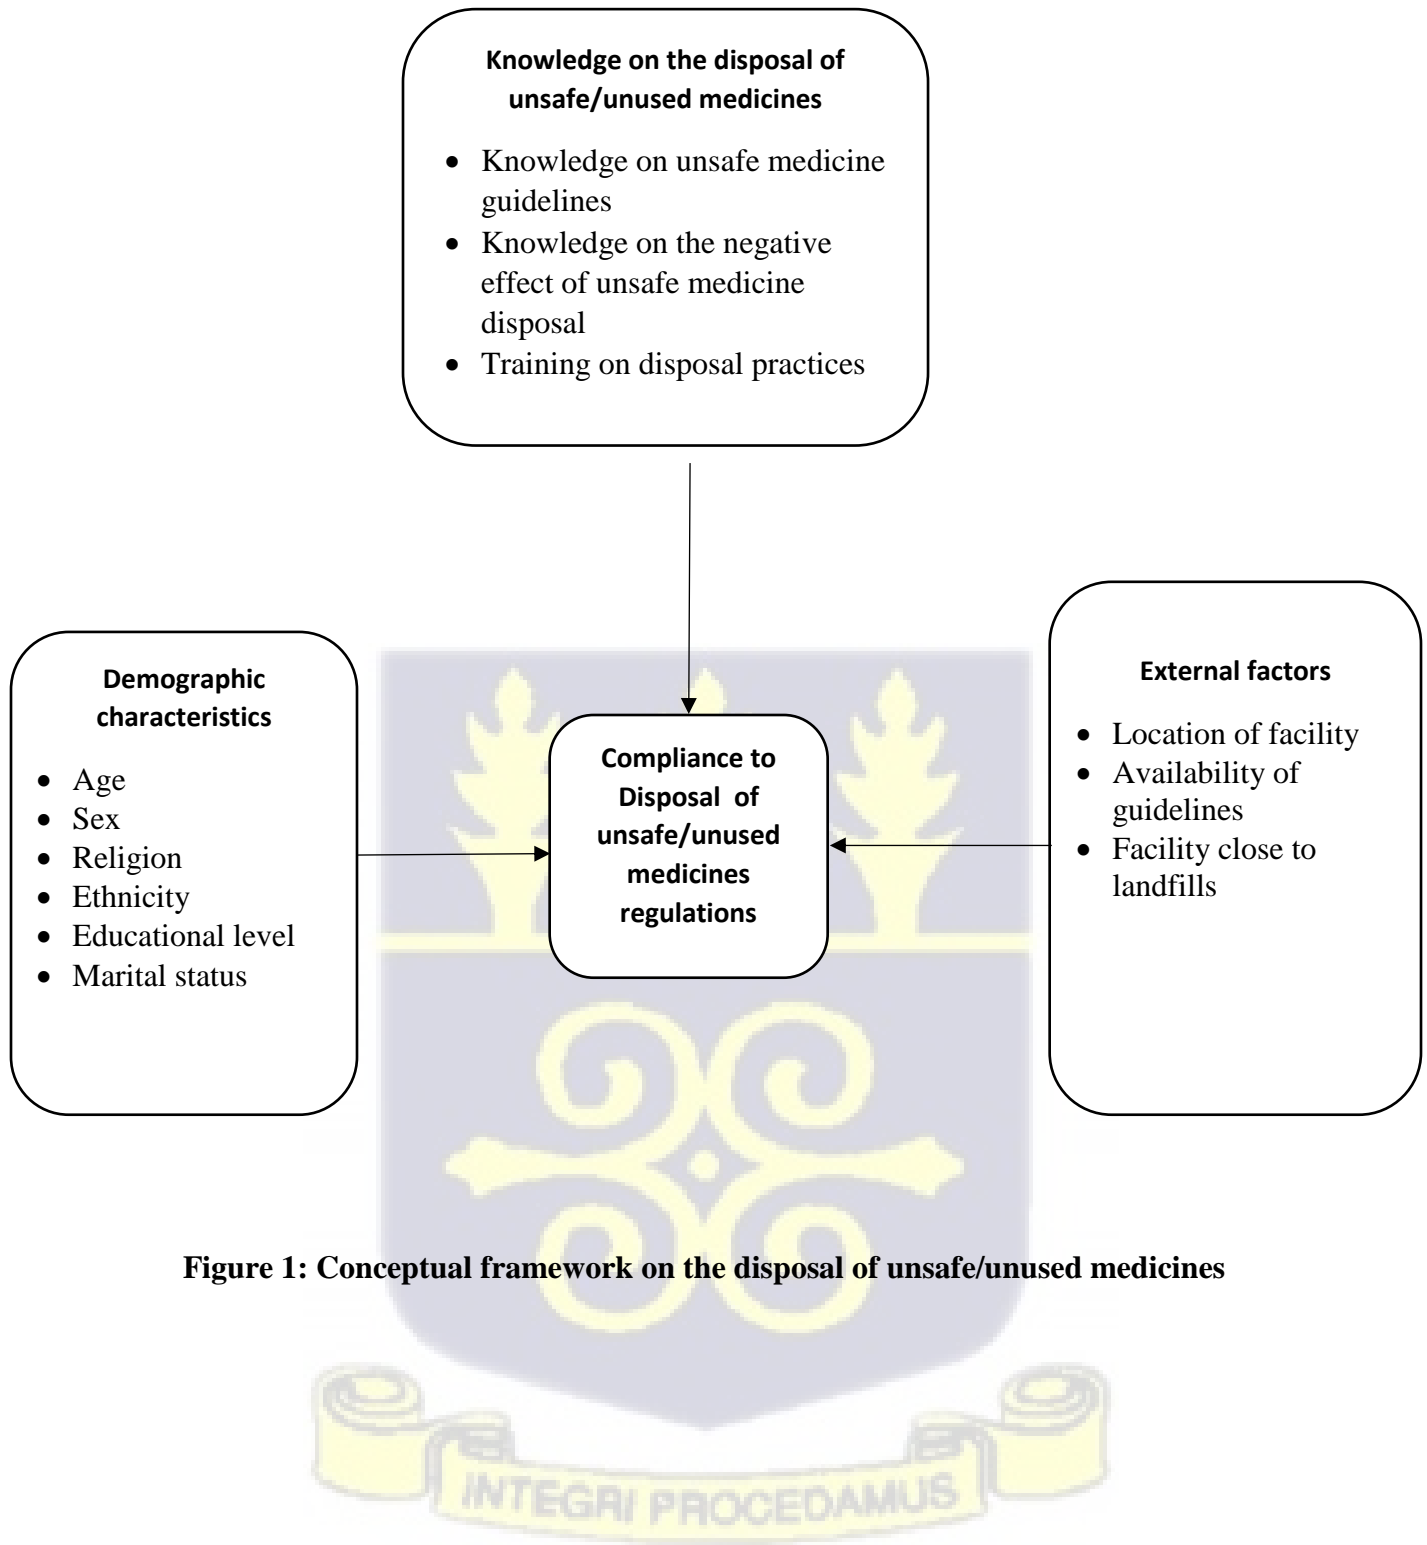 Knowledge on the disposal of
unsafe/unused medicines
• Knowledge on unsafe medicine
guidelines
• Knowledge on the negative
effect of unsafe medicine
disposal
• Training on disposal practices
Demographic
characteristics
• Age
• Sex
• Religion
• Ethnicity
• Educational level
• Marital status
Compliance to
Disposal of
unsafe/unused
medicines
regulations
External factors
• Location of facility
• Availability of
guidelines
• Facility close to
landfills
Figure 1: Conceptual framework on the disposal of unsafe/unused medicines
INTEGRI PROCEDAMUS